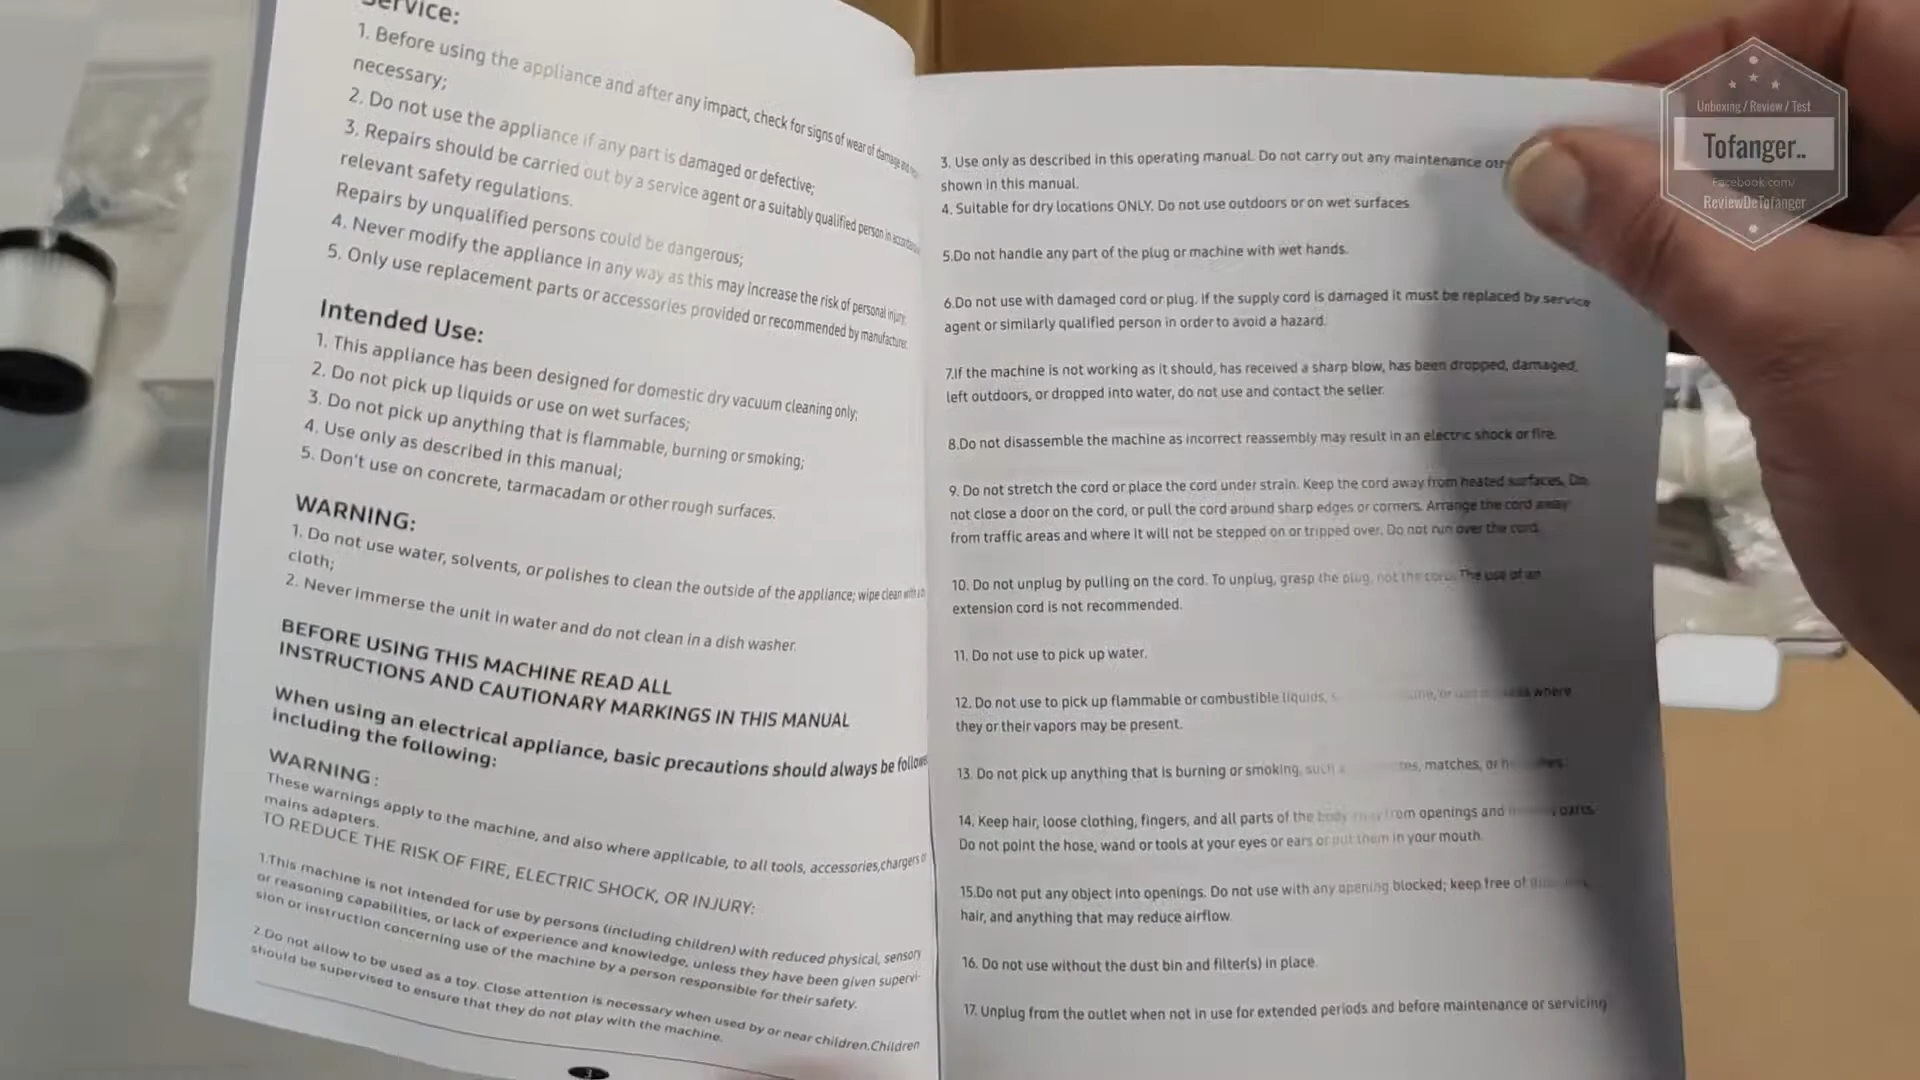 Service:
1. Before using the appliance and after any impact, check for signs of wear of damage and
necessary;
2. Do not use the appliance if any part is damaged or defective;
3. Repairs should be carried out by a service agent or a suitably qualified person in
relevant safety regulations.
Repairs by unqualified persons could be dangerous;
4. Never modify the appliance in any way as this may increase the risk of personal injury;
5. Only use replacement parts or accessories provided or recommended by manufacturer.
Intended Use:
1. This appliance has been designed for domestic dry vacuum cleaning only;
2. Do not pick up liquids or use on wet surfaces;
3. Do not pick up anything that is flammable, burning or smoking;
4. Use only as described in this manual;
5. Don't use on concrete, tarmacadam or other rough surfaces.
WARNING:
1. Do not use water, solvents, or polishes to clean the outside of the appliance; wipe clean with a
cloth;
2. Never immerse the unit in water and do not clean in a dish washer.
BEFORE USING THIS MACHINE READ ALL
INSTRUCTIONS AND CAUTIONARY MARKINGS IN THIS MANUAL
When using an electrical appliance, basic precautions should always be
including the following:
WARNING :
These warnings apply to the machine, and also where applicable, to all tools, accessories,chargers
mains adapters.
TO REDUCE THE RISK OF FIRE, ELECTRIC SHOCK, OR INJURY:
1.This machine is not intended for use by persons (including children) with reduced physical, sensory
or reasoning capabilities, or lack of experience and knowledge, unless they have been given supervi-
sion or instruction concerning use of the machine by a person responsible for their safety.
2.Do not allow to be used as a toy. Close attention is necessary when used by or near children.Children
should be supervised to ensure that they do not play with the machine.
3
3. Use only as described in this operating manual. Do not carry out any maintenance
shown in this manual.
4. Suitable for dry locations ONLY. Do not use outdoors or on wet surfaces.
5.Do not handle any part of the plug or machine with wet hands.
6.Do not use with damaged cord or plug. If the supply cord is damaged it must be replaced by service
agent or similarly qualified person in order to avoid a hazard.
7.If the machine is not working as it should, has received a sharp blow, has been dropped, damaged,
left outdoors, or dropped into water, do not use and contact the seller.
8.Do not disassemble the machine as incorrect reassembly may result in an electric shock or fire.
9. Do not stretch the cord or place the cord under strain. Keep the cord away from heated surfaces. Do
not close a door on the cord, or pull the cord around sharp edges or corners. Arrange the cord away
from traffic areas and where it will not be stepped on or tripped over. Do not run over the cord.
10. Do not unplug by pulling on the cord. To unplug, grasp the plug, not the cord. The use of an
extension cord is not recommended.
11. Do not use to pick up water.
12. Do not use to pick up flammable or combustible liquids, where
they or their vapors may be present.
13. Do not pick up anything that is burning or smoking, such matches, or
14. Keep hair, loose clothing, fingers, and all parts of the body away from openings and parts.
Do not point the hose, wand or tools at your eyes or ears or put them in your mouth.
15.Do not put any object into openings. Do not use with any opening blocked; keep free of
hair, and anything that may reduce airflow.
16. Do not use without the dust bin and filter(s) in place.
17. Unplug from the outlet when not in use for extended periods and before maintenance or servicing
Unboxing / Review / Test
Tofanger..
Facebook.com/
ReviewDeTofanger